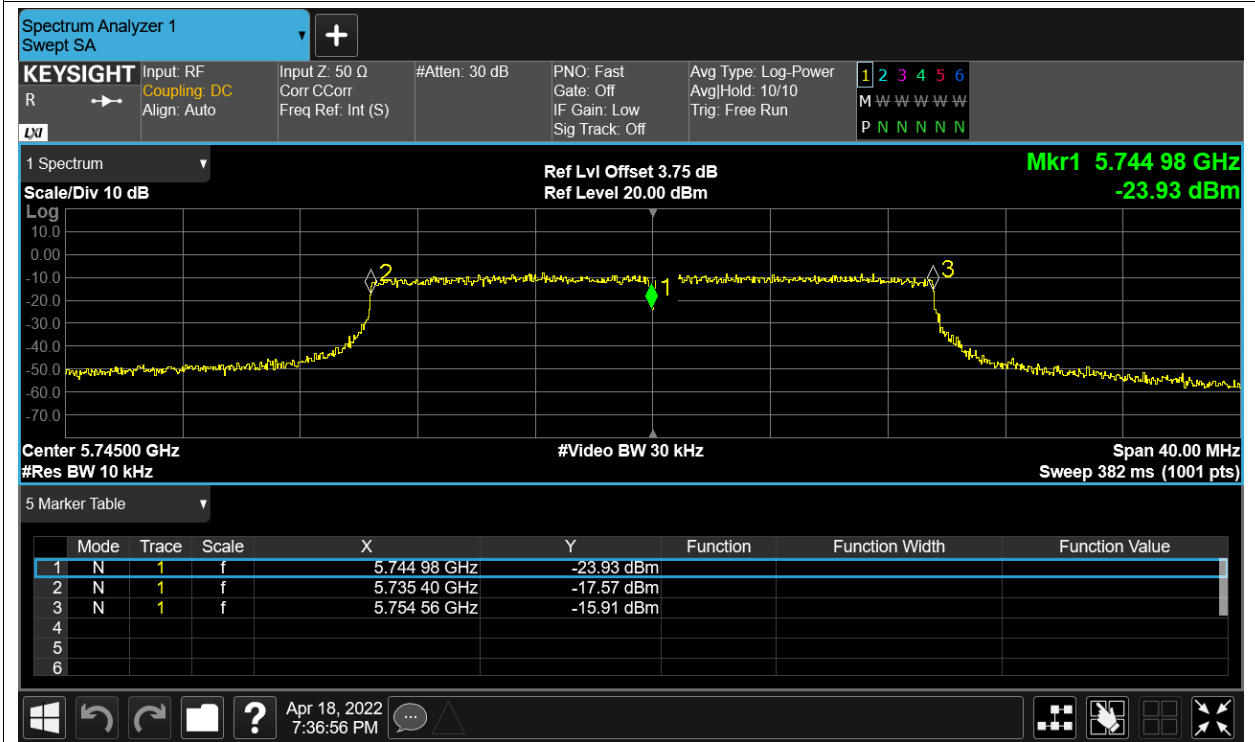 Spectrum Analyzer 1
Swept SA
KEYSIGHT
R
LXI
Input: RF
Coupling: DC
Align: Auto
Input Z: 50 Ω
Corr CCorr
Freq Ref: Int (S)
#Atten: 30 dB
PNO: Fast
Gate: Off
IF Gain: Low
Sig Track: Off
Avg Type: Log-Power
Avg|Hold: 10/10
Trig: Free Run
1 2 3 4 5 6
M W W W W W
P N N N N N
1 Spectrum
Scale/Div 10 dB
Ref Lvl Offset 3.75 dB
Ref Level 20.00 dBm
Mkr1 5.744 98 GHz
-23.93 dBm
Log
10.0
0.00
-10.0
-20.0
-30.0
-40.0
-50.0
-60.0
-70.0
2
1
3
Center 5.74500 GHz
#Res BW 10 kHz
#Video BW 30 kHz
Span 40.00 MHz
Sweep 382 ms (1001 pts)
5 Marker Table
Mode Trace Scale X Y Function Function Width Function Value
1 N 1 f 5.744 98 GHz -23.93 dBm
2 N 1 f 5.735 40 GHz -17.57 dBm
3 N 1 f 5.754 56 GHz -15.91 dBm
4
5
6
?
Apr 18, 2022
7:36:56 PM